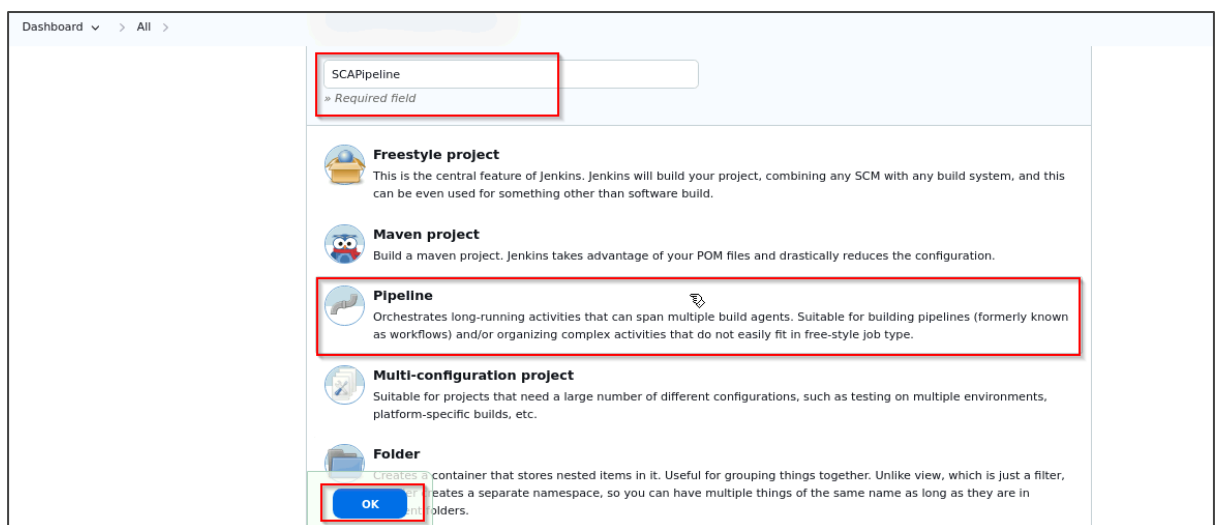 Dashboard > All >
SCAPipeline
» Required field
Freestyle project
This is the central feature of Jenkins. Jenkins will build your project, combining any SCM with any build system, and this
can be even used for something other than software build.
Maven project
Build a maven project. Jenkins takes advantage of your POM files and drastically reduces the configuration.
Pipeline
Orchestrates long-running activities that can span multiple build agents. Suitable for building pipelines (formerly known
as workflows) and/or organizing complex activities that do not easily fit in free-style job type.
Multi-configuration project
Suitable for projects that need a large number of different configurations, such as testing on multiple environments,
platform-specific builds, etc.
Folder
Creates a container that stores nested items in it. Useful for grouping things together. Unlike view, which is just a filter,
creates a separate namespace, so you can have multiple things of the same name as long as they are in
folders.
OK